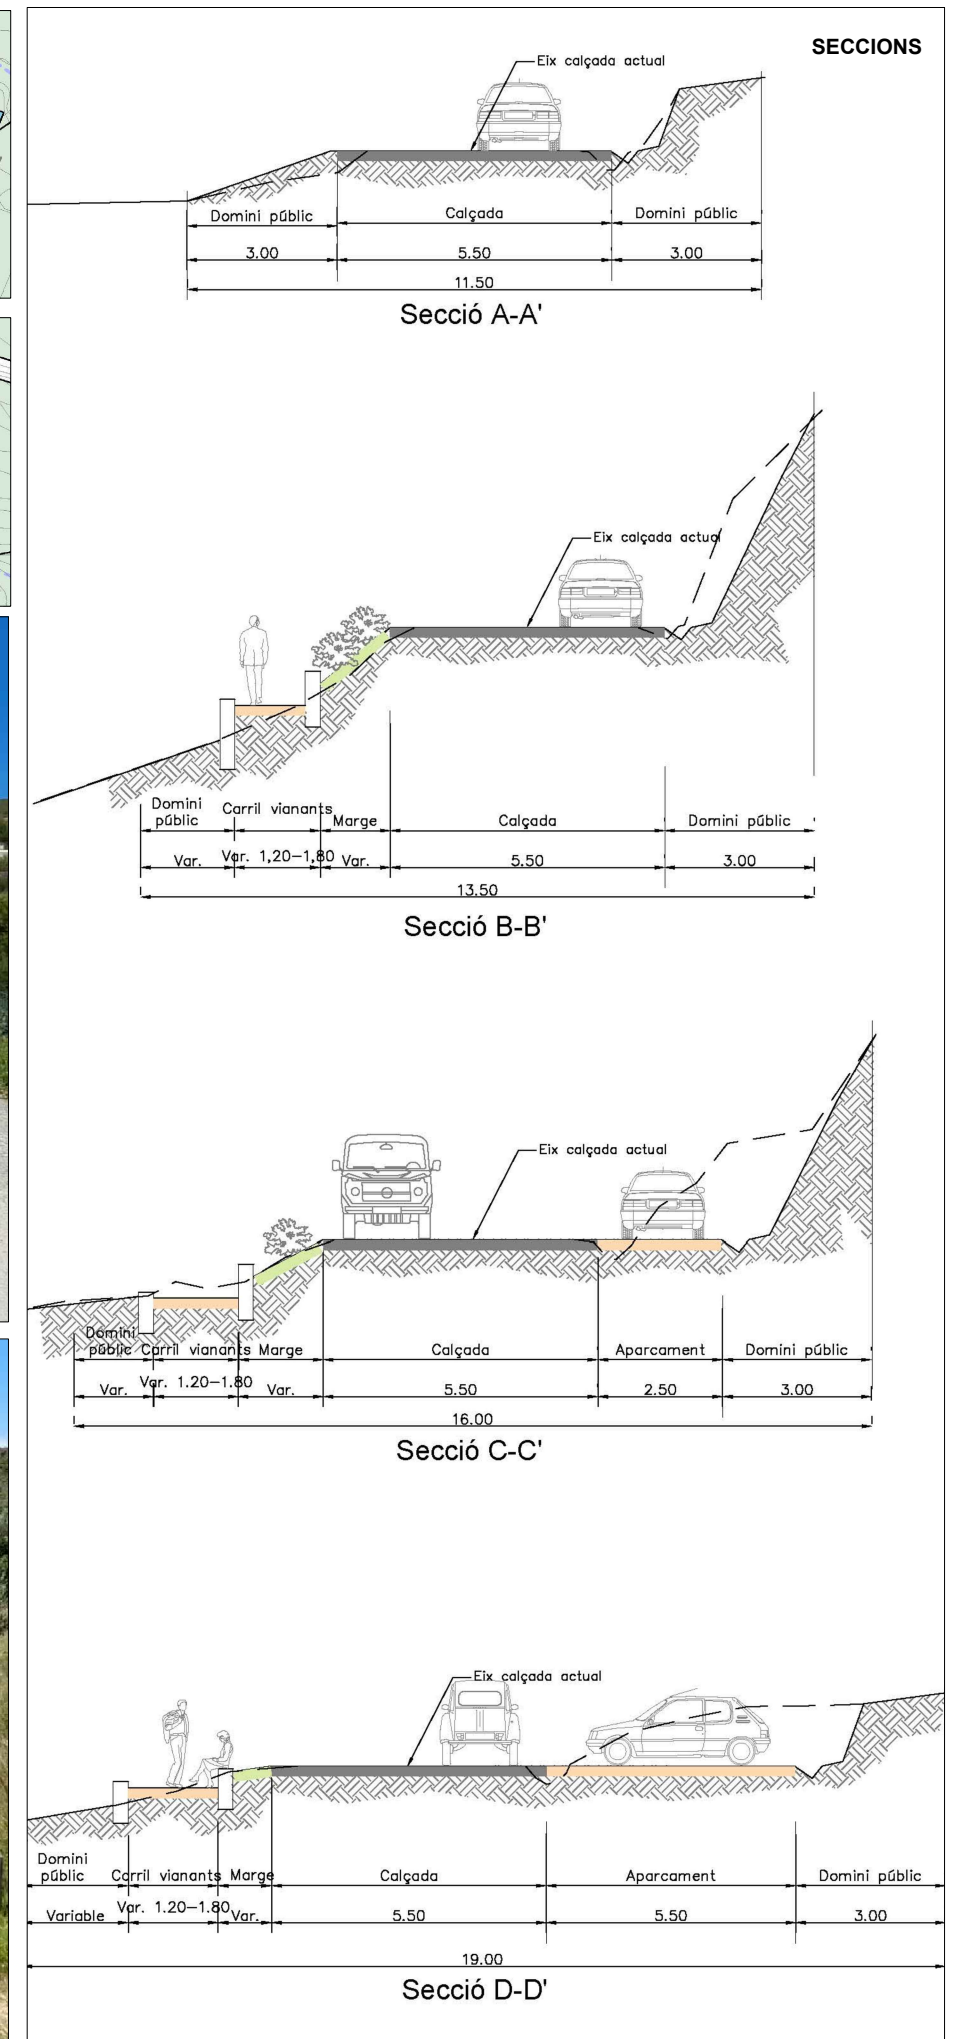 SECCIONS
Eix calçada actual
Domini públic
Calçada
Domini públic
3.00
5.50
3.00
11.50
Secció A-A'
Eix calçada actual
Domini
públic
Carril vianants
Marge
Calçada
Domini públic
Var.
Var. 1,20-1,80
Var.
5.50
3.00
13.50
Secció B-B'
Eix calçada actual
Domini
públic
Carril vianants
Marge
Calçada
Aparcament
Domini públic
Var.
Var. 1.20-1.80
Var.
5.50
2.50
3.00
16.00
Secció C-C'
Eix calçada actual
Domini
públic
Carril vianants
Marge
Calçada
Aparcament
Domini públic
Variable
Var. 1.20-1.80
Var.
5.50
5.50
3.00
19.00
Secció D-D'